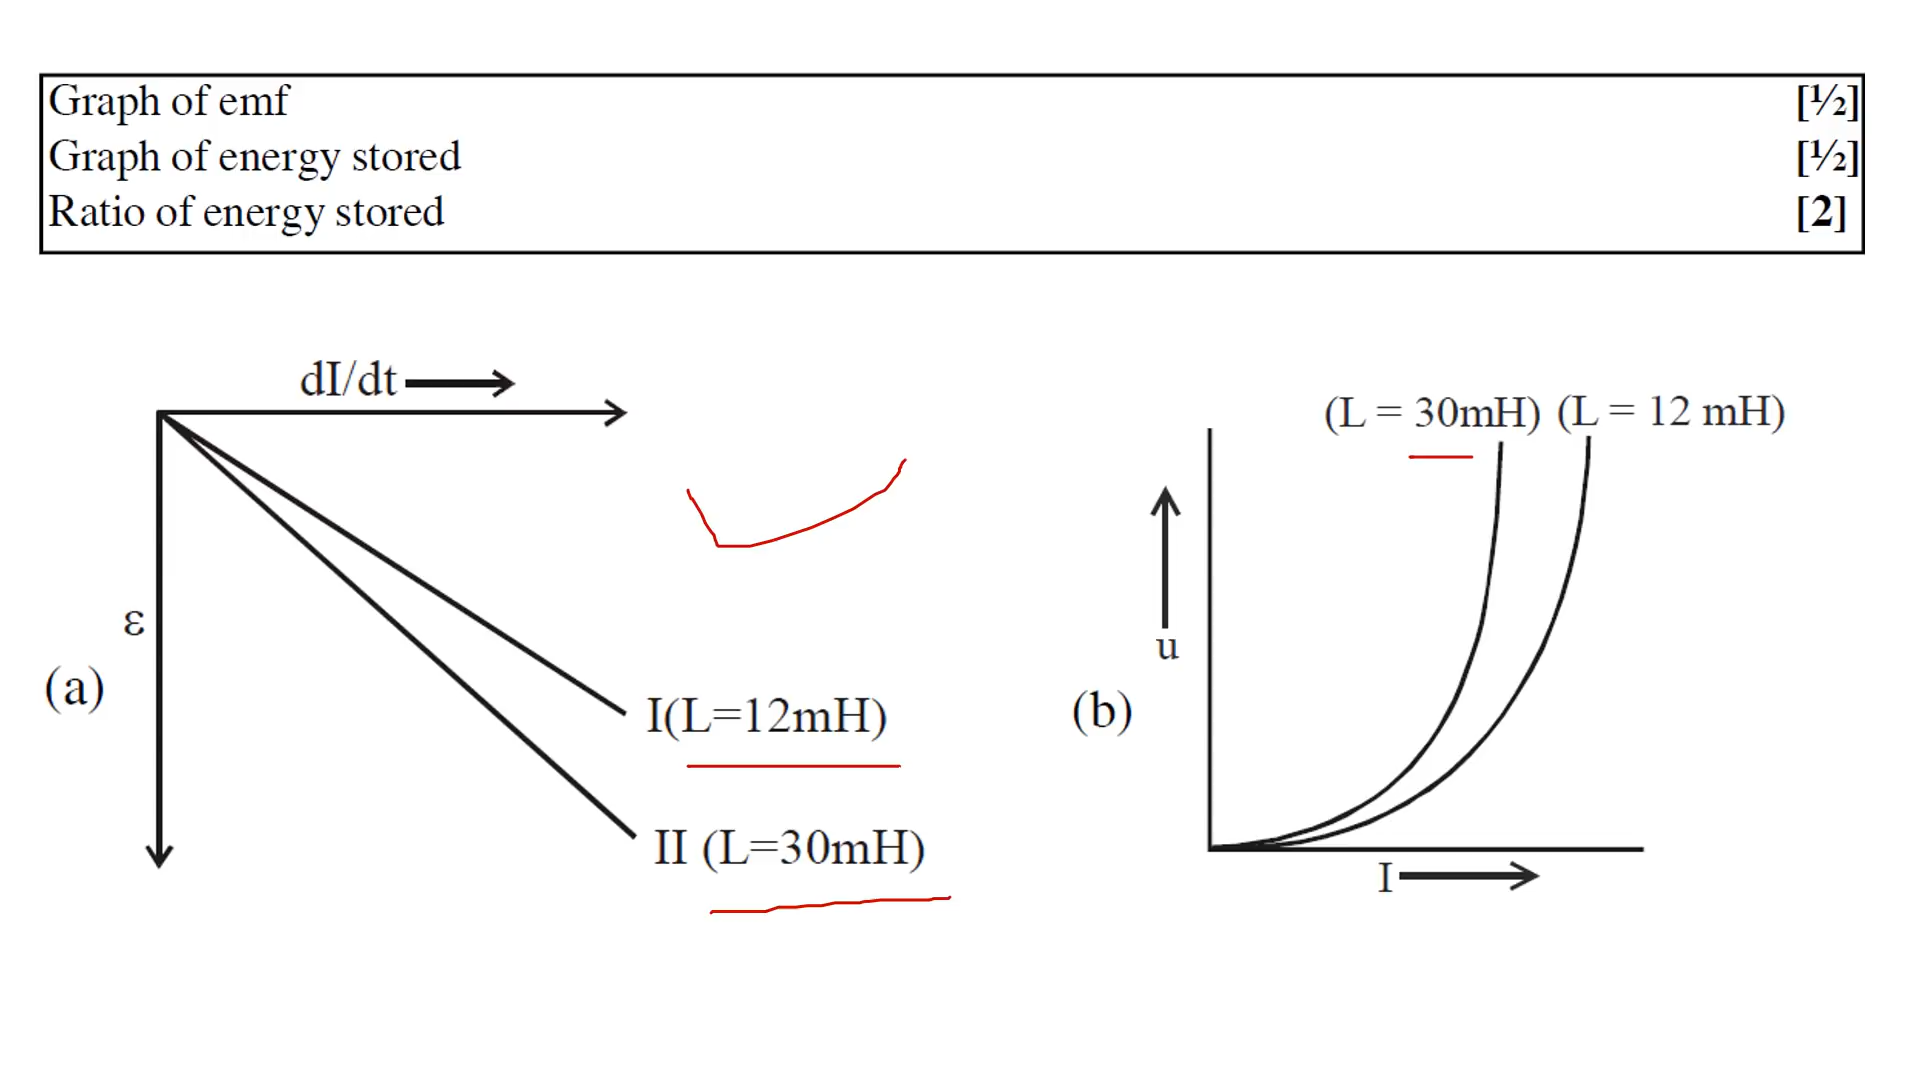 Graph of emf [½]
Graph of energy stored [½]
Ratio of energy stored [2]
dI/dt
ε
(a)
I(L=12mH)
II (L=30mH)
(L = 30mH) (L = 12 mH)
u
(b)
I